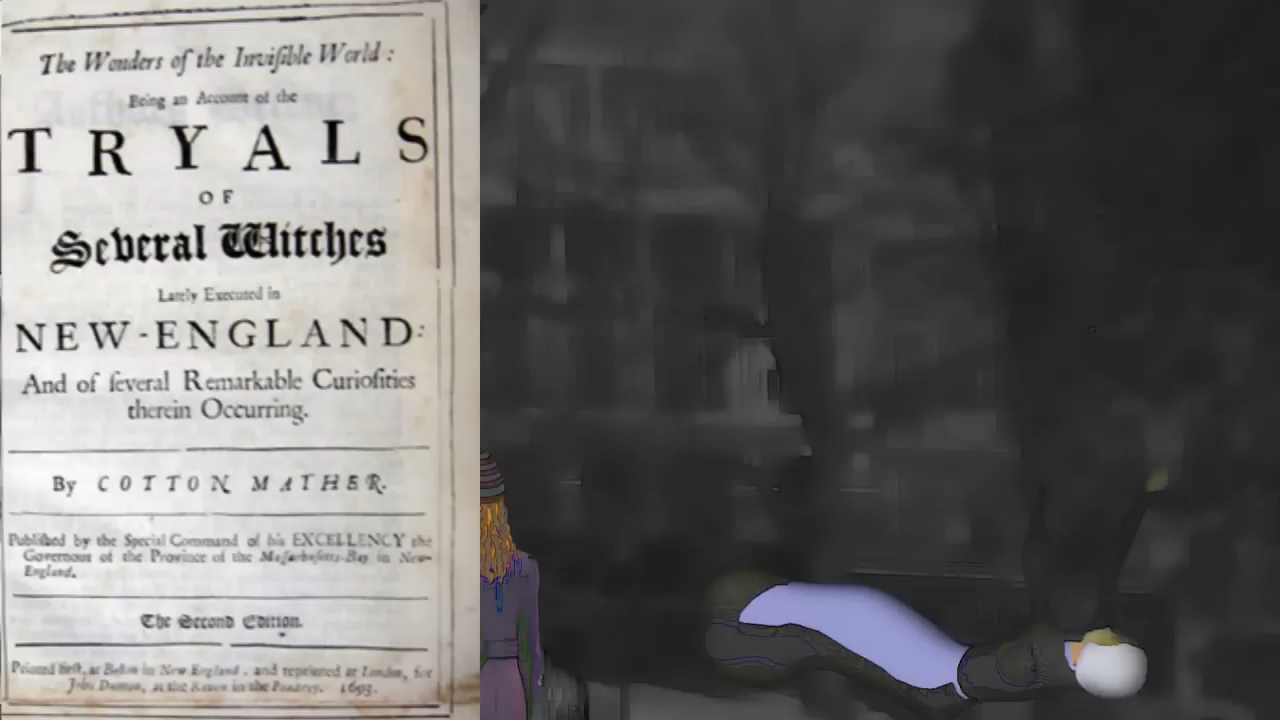 The Wonders of the Inviſible World:
Being an Account of the
TRYALS
OF
Several Witches
Lately Executed in
NEW-ENGLAND:
And of ſeveral Remarkable Curioſities
therein Occurring.
By COTTON MATHER.
Publiſhed by the Special Command of his EXCELLENCY the
Governour of the Province of the Maſſachuſetts-Bay in New-
England.
The Second Edition.
Printed firſt, at Boſton in New England, and reprinted at London, for
John Dunton, at the Raven in the Poultrey. 1693.